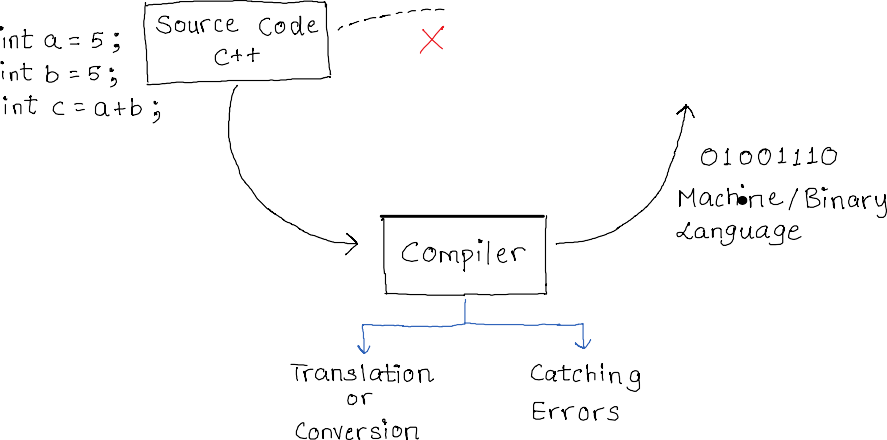 Source Code
C++
int a = 5;
int b = 5;
int c = a+b;
01001110
Machine/Binary
Language
Compiler
Translation
or
Conversion
Catching
Errors